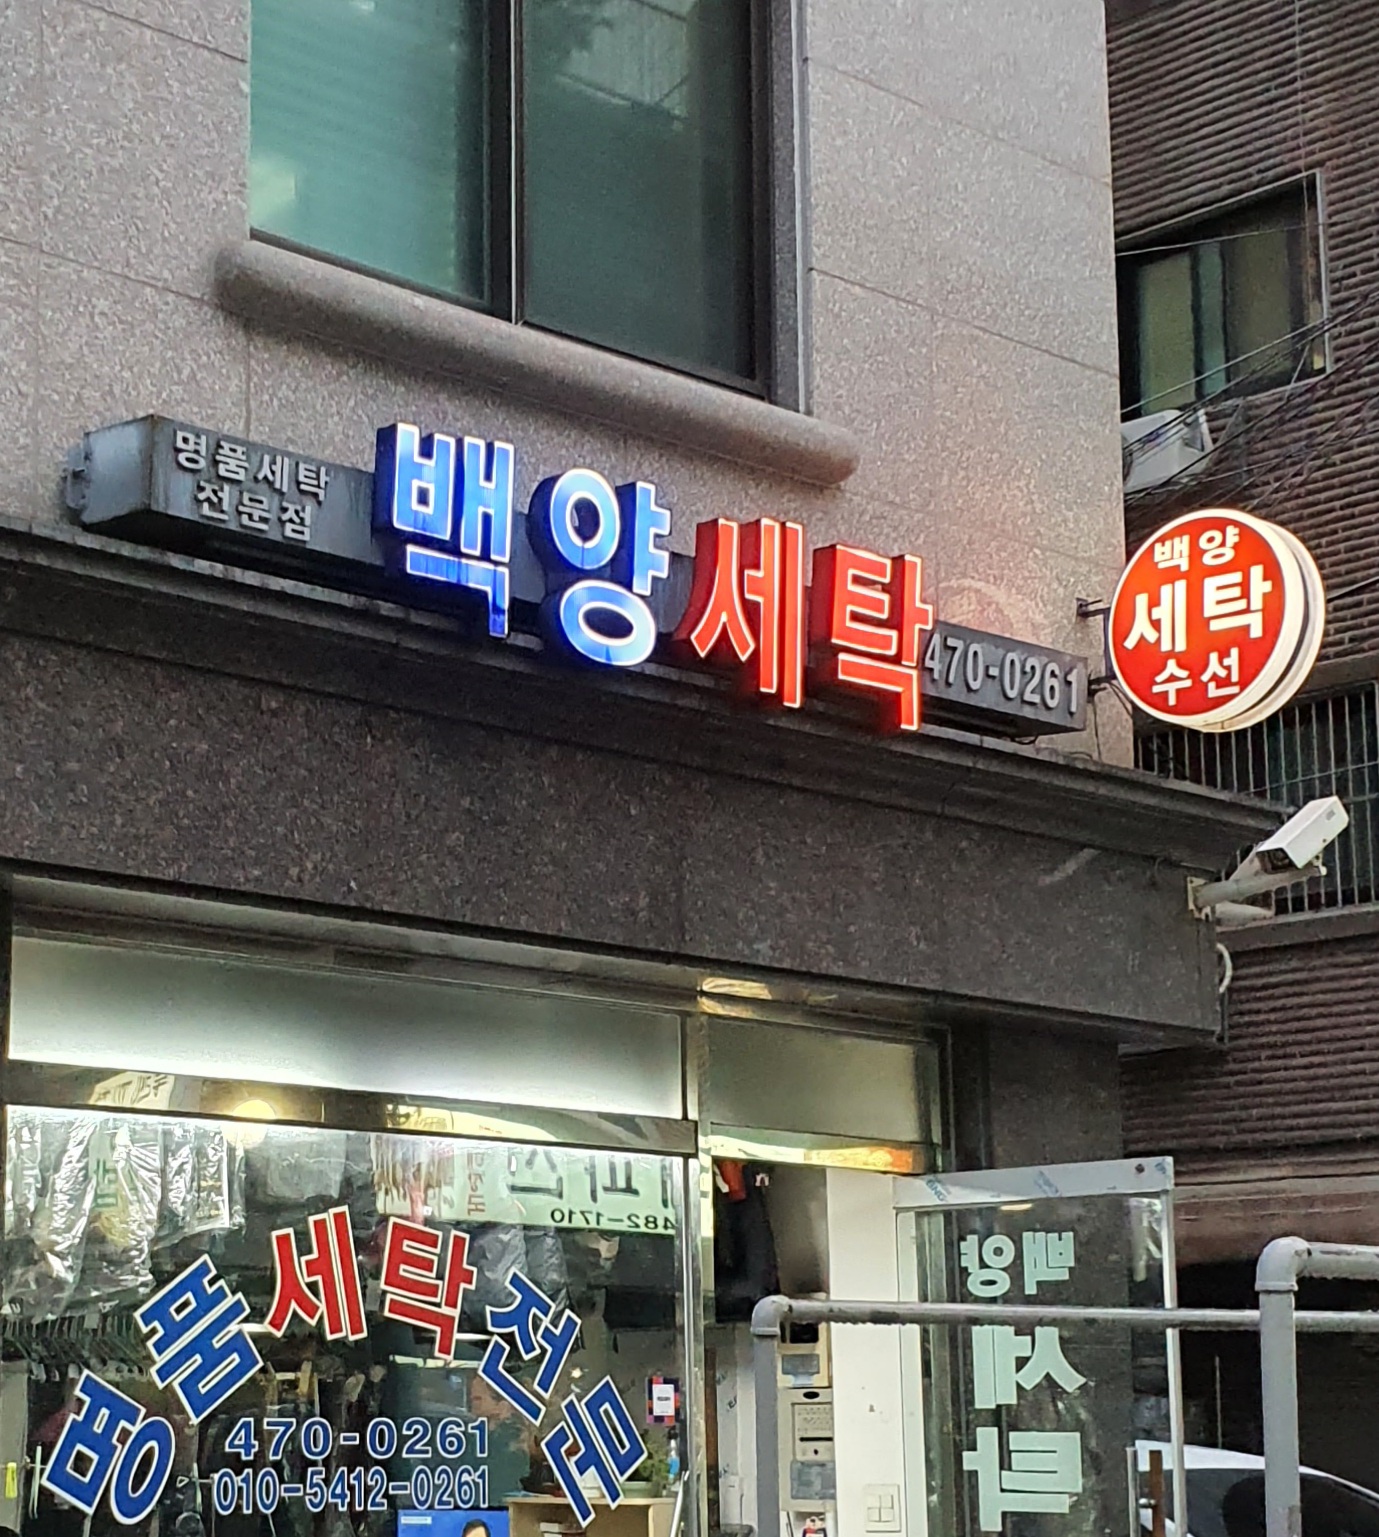 명품세탁
전문점
백양세탁
470-0261
백양
세탁
수선
482-1710
명품세탁전문
470-0261
010-5412-0261
백양
세탁